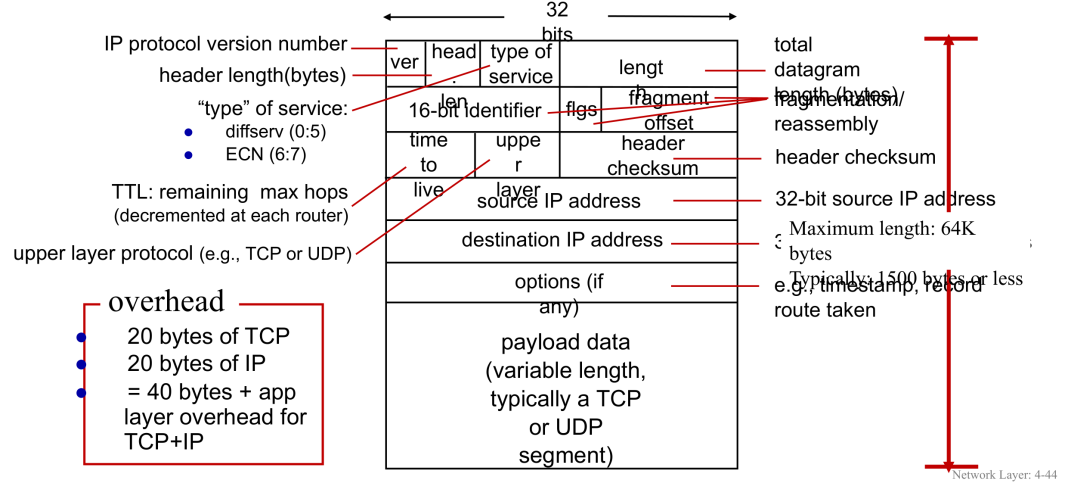 32
bits
IP protocol version number
header length(bytes)
“type” of service:
diffserv (0:5)
ECN (6:7)
TTL: remaining max hops
(decremented at each router)
upper layer protocol (e.g., TCP or UDP)
ver
head
.
len
type of
service
lengt
h
16-bit identifier
flgs
fragment
offset
time
to
live
uppe
r
layer
header
checksum
source IP address
destination IP address
options (if
any)
payload data
(variable length,
typically a TCP
or UDP
segment)
total
datagram
length (bytes)
fragmentation/
reassembly
header checksum
32-bit source IP address
Maximum length: 64K
bytes
Typically: 1500 bytes or less
e.g., timestamp, record
route taken
overhead
20 bytes of TCP
20 bytes of IP
= 40 bytes + app
layer overhead for
TCP+IP
Network Layer: 4-44